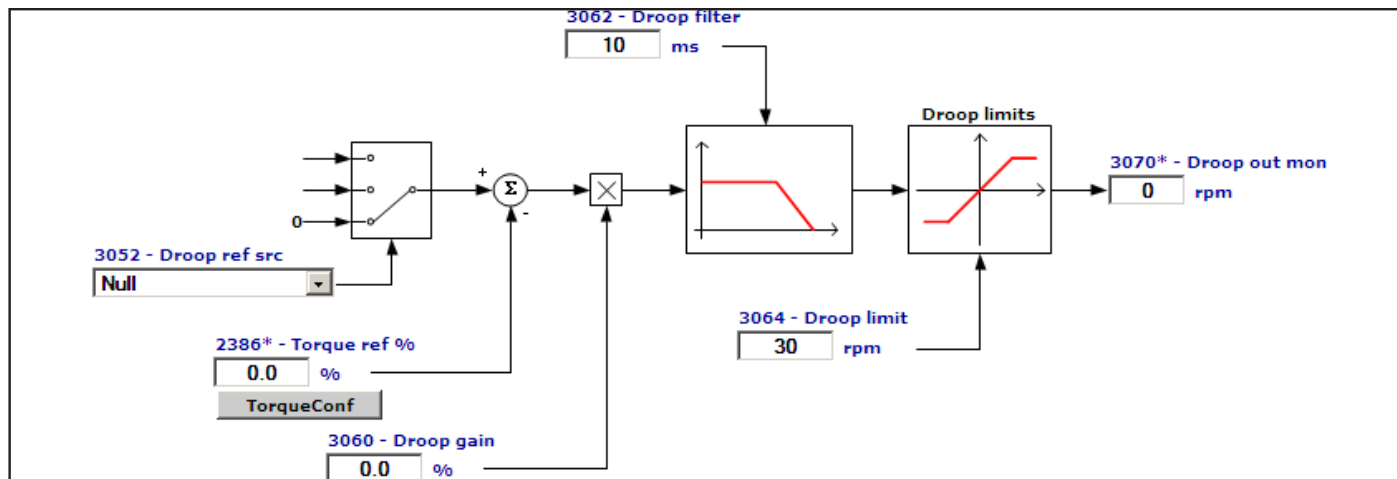 3062 - Droop filter
10 ms
Droop limits
3070* - Droop out mon
0 rpm
+
Σ
-
0
3052 - Droop ref src
Null
3064 - Droop limit
30 rpm
2386* - Torque ref %
0.0 %
TorqueConf
3060 - Droop gain
0.0 %